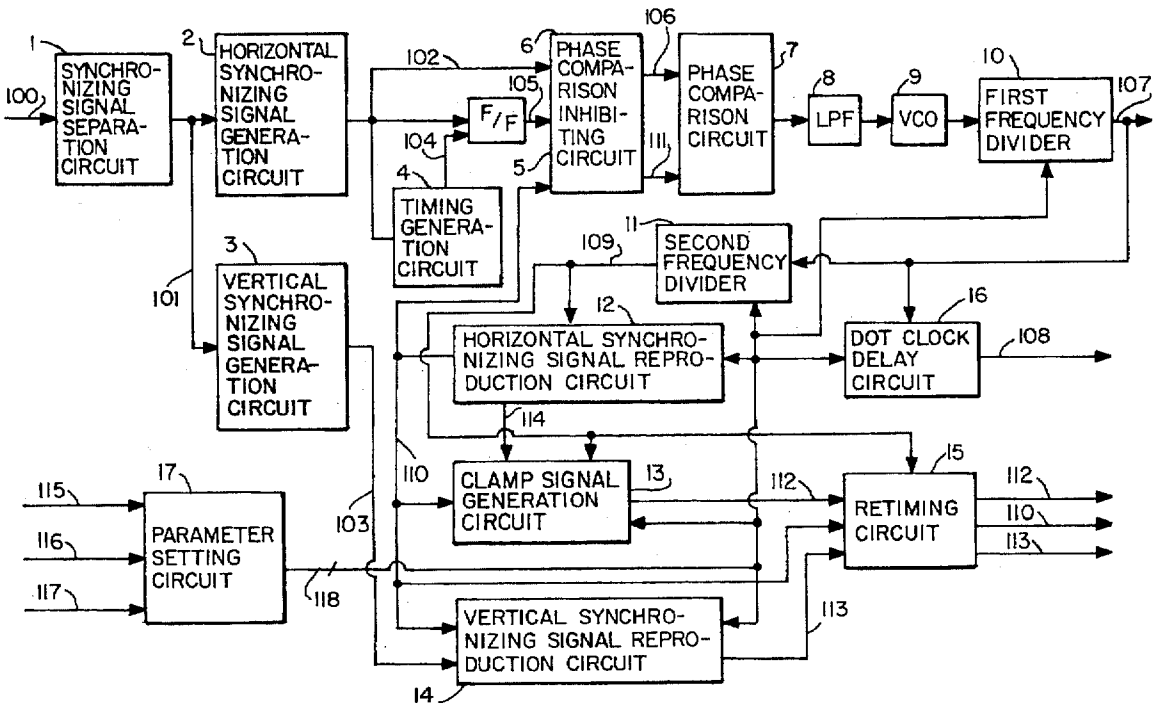 1
SYNCHRO-
NIZING
SIGNAL
SEPARA-
TION
CIRCUIT
100
101
2
HORIZONTAL
SYNCHRO-
NIZING
SIGNAL
GENERA-
TION
CIRCUIT
3
VERTICAL
SYNCHRO-
NIZING
SIGNAL
GENERA-
TION
CIRCUIT
102
F/F
104
105
4
TIMING
GENERA-
TION
CIRCUIT
6
PHASE
COMPA-
RISON
INHIBI-
TING
CIRCUIT
5
106
111
7
PHASE
COMPA-
RISON
CIRCUIT
8
LPF
9
VCO
10
FIRST
FREQUENCY
DIVIDER
107
11
SECOND
FREQUENCY
DIVIDER
109
12
HORIZONTAL SYNCHRO-
NIZING SIGNAL REPRO-
DUCTION CIRCUIT
16
DOT CLOCK
DELAY
CIRCUIT
108
114
110
103
13
CLAMP SIGNAL
GENERATION
CIRCUIT
112
15
RETIMING
CIRCUIT
112
110
113
17
PARAMETER
SETTING
CIRCUIT
115
116
117
118
VERTICAL SYNCHRO-
NIZING SIGNAL REPRO-
DUCTION CIRCUIT
14
113